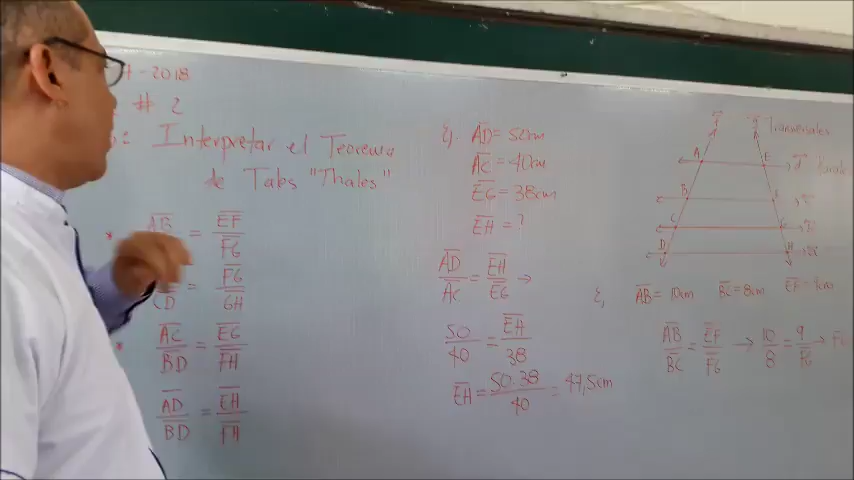 -2018
# 2
: Interpretar el Teorema
de Tales "Thales"
* AB = EF
FG
CD = FG
GH
* AC = EG
BD FH
AD = EH
BD FH
AD = 50cm
AC = 40cm
EG = 38cm
EH = ?
AD = EH →
AC EG
50 = EH
40 38
EH = 50.38 = 47,5cm
40
Transversales
A E
B
C
D H
AB = 10cm BC = 8cm EF =
AB = EF → 10 = 9 →
BC FG 8 FG